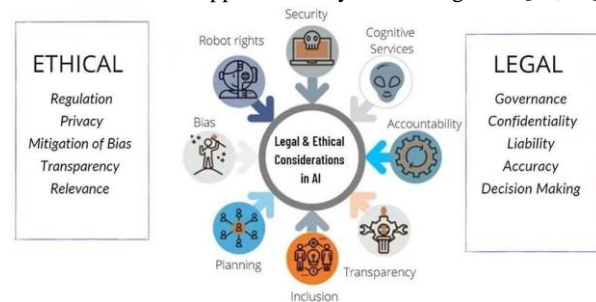 Security
Robot rights
Cognitive
Services
ETHICAL
Regulation
Privacy
Mitigation of Bias
Transparency
Relevance
Bias
Legal & Ethical
Considerations
in AI
Accountability
LEGAL
Governance
Confidentiality
Liability
Accuracy
Decision Making
Planning
Inclusion
Transparency